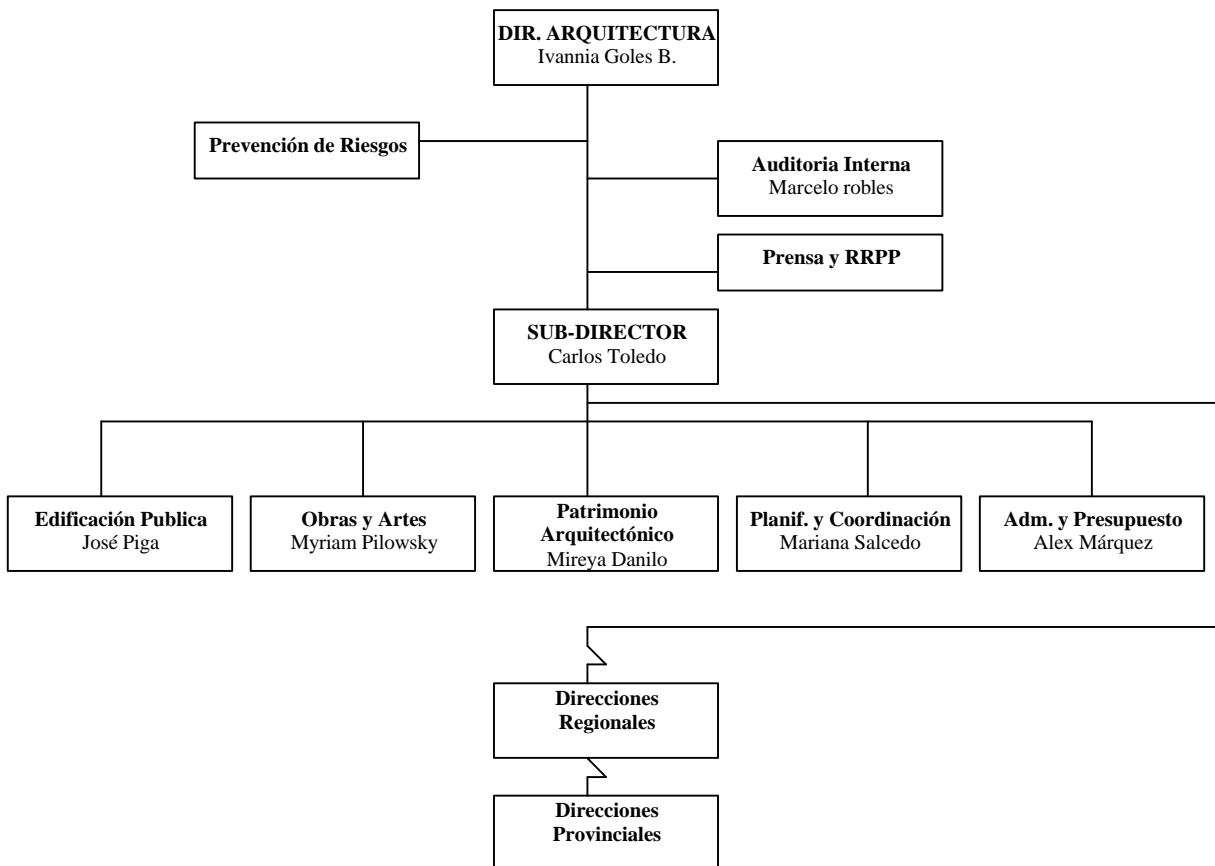 DIR. ARQUITECTURA
Ivannia Goles B.
Prevención de Riesgos
Auditoria Interna
Marcelo robles
Prensa y RRPP
SUB-DIRECTOR
Carlos Toledo
Edificación Publica
José Piga
Obras y Artes
Myriam Pilowsky
Patrimonio
Arquitectónico
Mireya Danilo
Planif. y Coordinación
Mariana Salcedo
Adm. y Presupuesto
Alex Márquez
Direcciones
Regionales
Direcciones
Provinciales